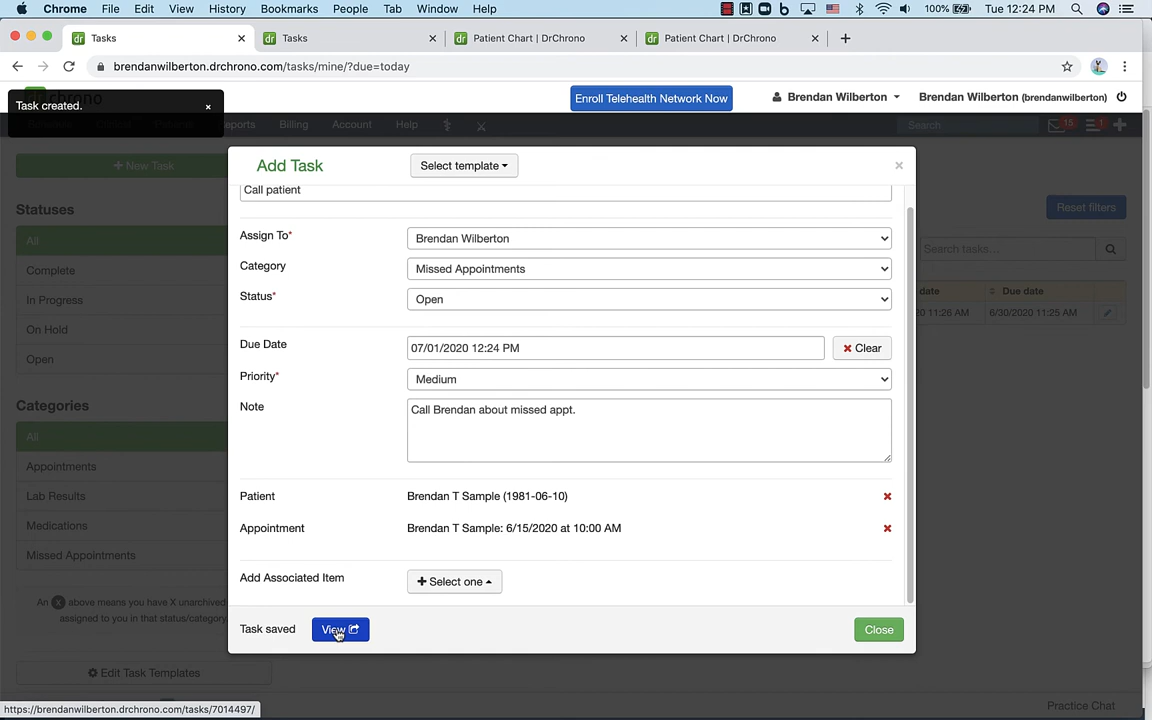 Chrome File Edit View History Bookmarks People Tab Window Help 100% Tue 12:24 PM
Tasks Tasks Patient Chart | DrChrono Patient Chart | DrChrono
brendanwilberton.drchrono.com/tasks/mine/?due=today
Task created. ×
Enroll Telehealth Network Now Brendan Wilberton Brendan Wilberton (brendanwilberton)
Reports Billing Account Help Search 15 1
+ New Task
Add Task Select template ×
Call patient
Statuses
Reset filters
All
Complete
In Progress
On Hold
Open
Assign To* Brendan Wilberton
Category Missed Appointments
Status* Open
Search tasks...
date Due date
20 11:26 AM 6/30/2020 11:25 AM
Due Date 07/01/2020 12:24 PM Clear
Priority* Medium
Note Call Brendan about missed appt.
Categories
All
Appointments
Lab Results
Medications
Missed Appointments
Patient Brendan T Sample (1981-06-10)
Appointment Brendan T Sample: 6/15/2020 at 10:00 AM
Add Associated Item Select one
An X above means you have X unarchived
assigned to you in that status/category
Task saved View Close
Edit Task Templates
https://brendanwilberton.drchrono.com/tasks/7014497/
Practice Chat